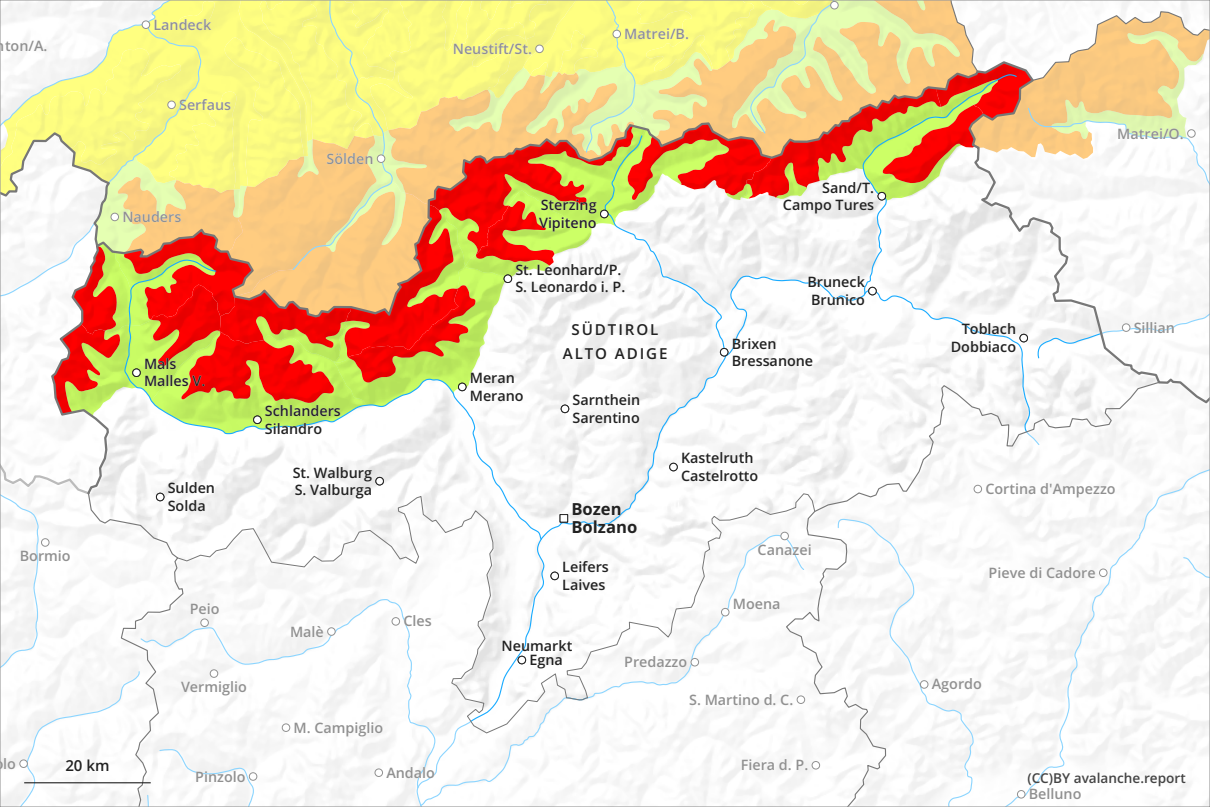 Landeck
Matrei/B.
Neustift/St.
nton/A.
Serfaus
Matrei/O.
Sölden
Sand/T.
Campo Tures
Nauders
Sterzing
Vipiteno
St. Leonhard/P.
S. Leonardo i. P.
Bruneck
Brunico
SÜDTIROL
ALTO ADIGE
Toblach
Dobbiaco
Sillian
Brixen
Bressanone
Mals
Malles V.
Meran
Merano
Schlanders
Silandro
Sarnthein
Sarentino
Kastelruth
Castelrotto
St. Walburg
S. Valburga
Sulden
Solda
Cortina d'Ampezzo
Bozen
Bolzano
Bormio
Canazei
Leifers
Laives
Pieve di Cadore
Peio
Moena
Cles
Malè
Neumarkt
Egna
Predazzo
Vermiglio
Agordo
S. Martino d. C.
M. Campiglio
olo
20 km
Pinzolo
Andalo
Fiera d. P.
(CC)BY avalanche.report
Belluno